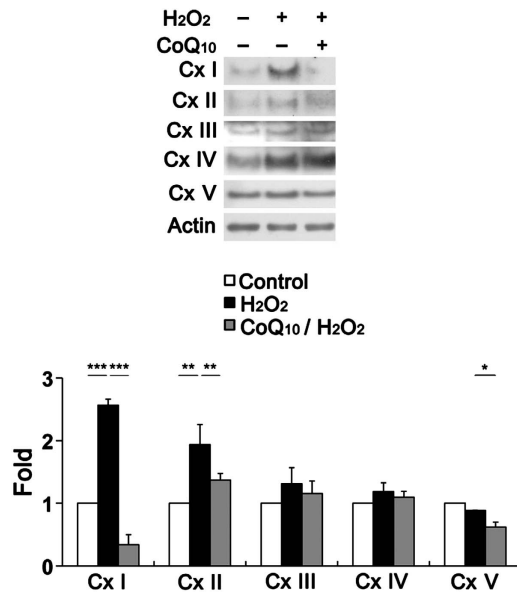 H₂O₂ – + +
CoQ₁₀ – – +
Cx I
Cx II
Cx III
Cx IV
Cx V
Actin
Control
H₂O₂
CoQ₁₀ / H₂O₂
*** *** ** ** *
3
2
1
0
Fold
Cx I Cx II Cx III Cx IV Cx V